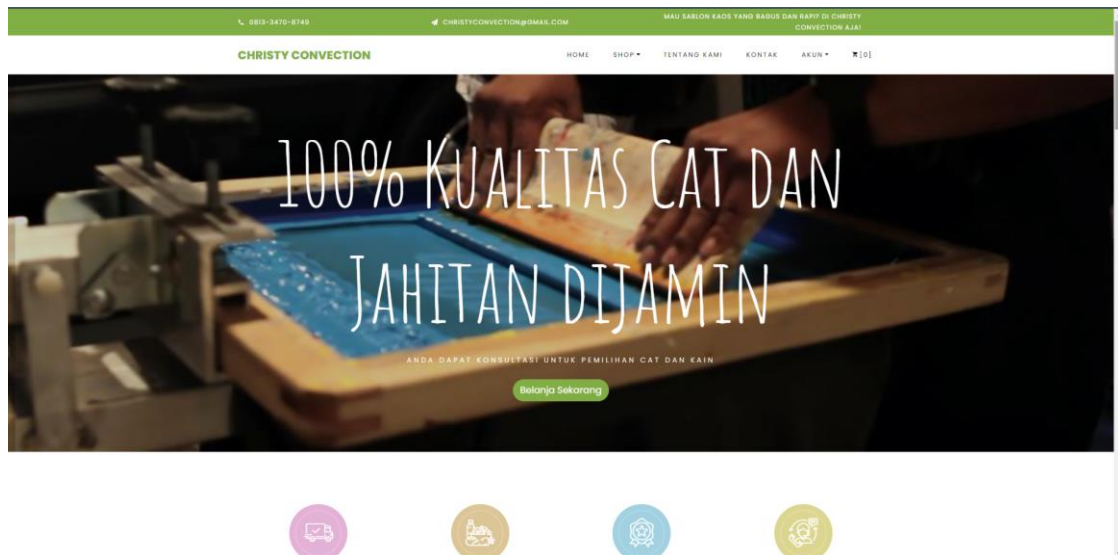 0813-3470-8749
CHRISTYCONVECTION@GMAIL.COM
MAU SABLON KAOS YANG BAGUS DAN RAPI? DI CHRISTY
CONVECTION AJA!
CHRISTY CONVECTION
HOME SHOP TENTANG KAMI KONTAK AKUN [0]
100% Kualitas Cat dan
Jahitan dijamin
ANDA DAPAT KONSULTASI UNTUK PEMILIHAN CAT DAN KAIN
Belanja Sekarang